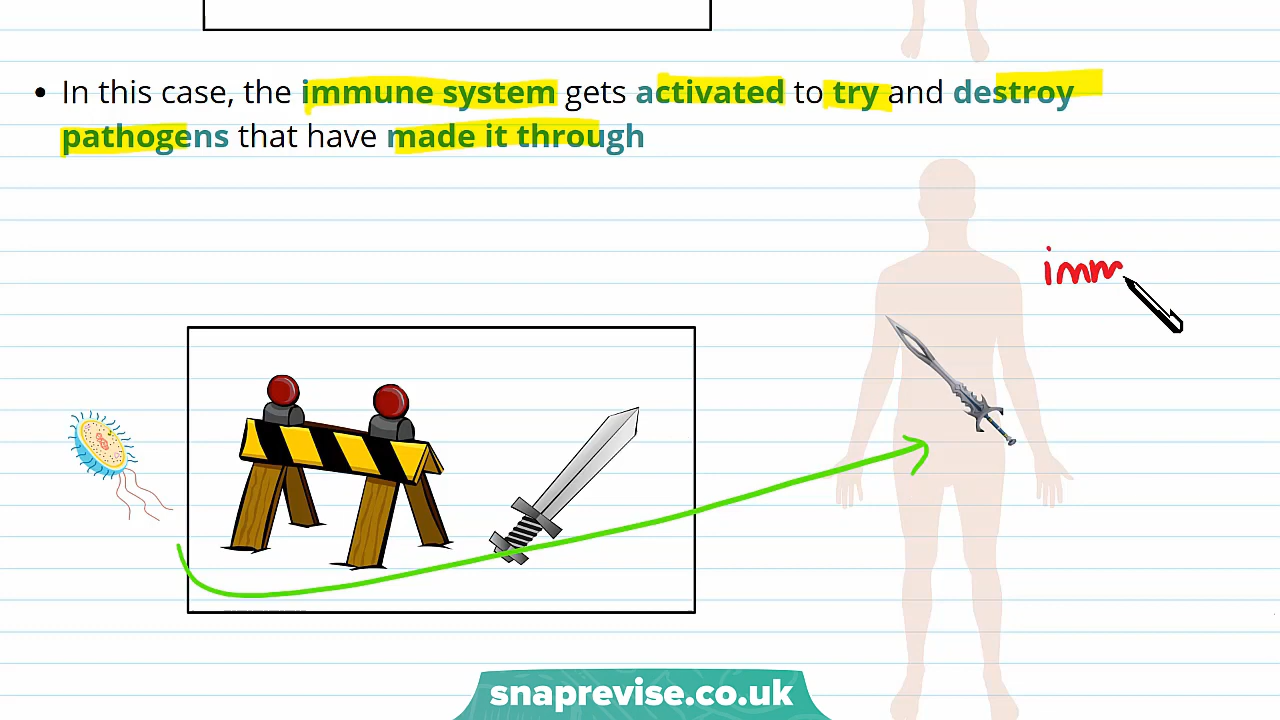 • In this case, the immune system gets activated to try and destroy
pathogens that have made it through
imm
snaprevise.co.uk